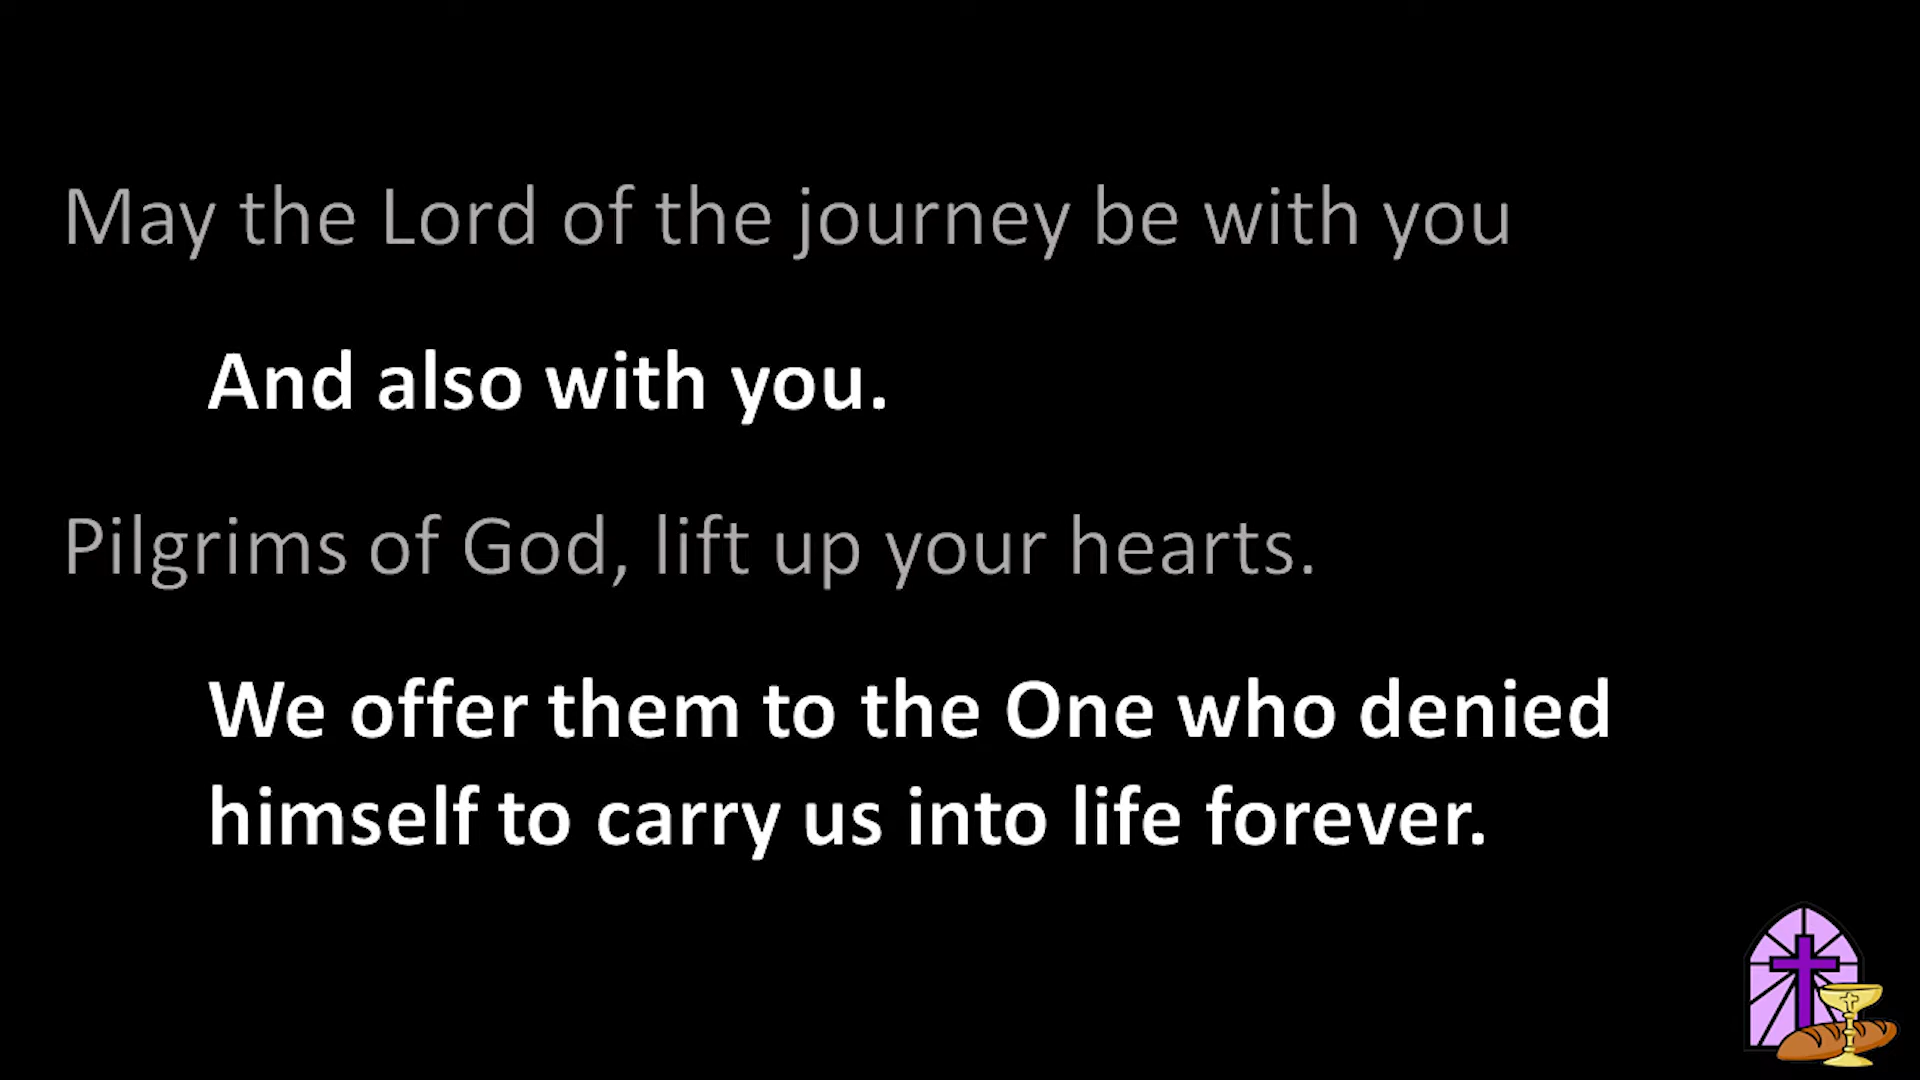 May the Lord of the journey be with you
And also with you.
Pilgrims of God, lift up your hearts.
We offer them to the One who denied
himself to carry us into life forever.